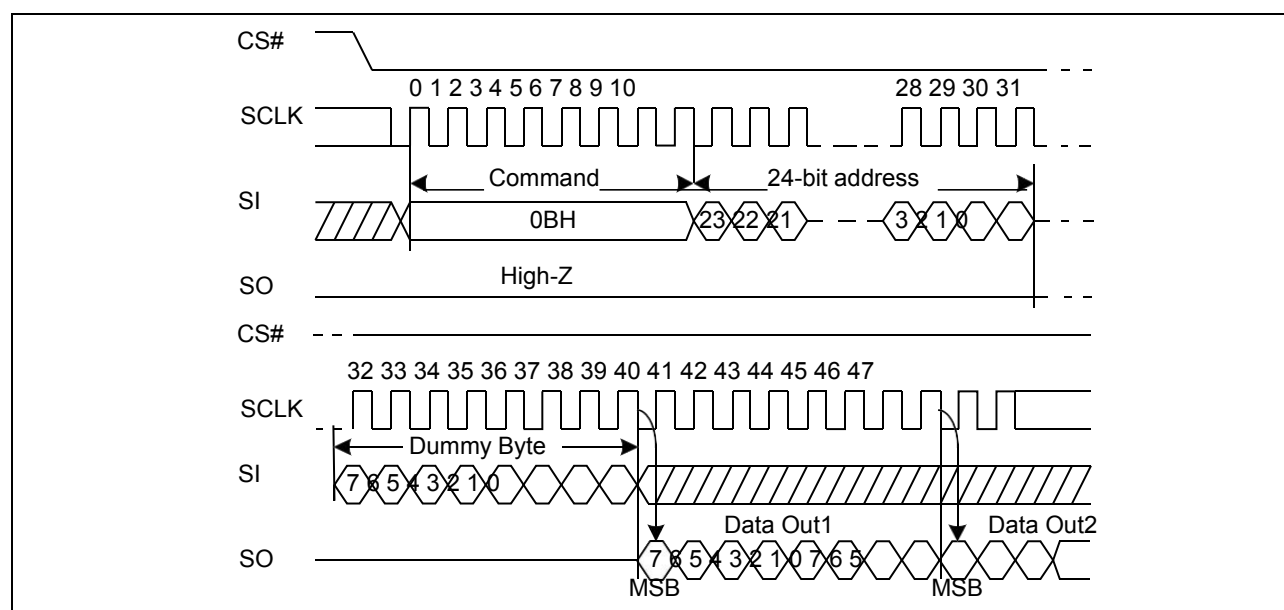 CS#
0 1 2 3 4 5 6 7 8 9 10 28 29 30 31
SCLK
Command 24-bit address
SI
0BH 23 22 21 3 2 1 0
High-Z
SO
CS#
32 33 34 35 36 37 38 39 40 41 42 43 44 45 46 47
SCLK
Dummy Byte
SI
7 6 5 4 3 2 1 0
Data Out1 Data Out2
SO
7 6 5 4 3 2 1 0 7 6 5
MSB MSB